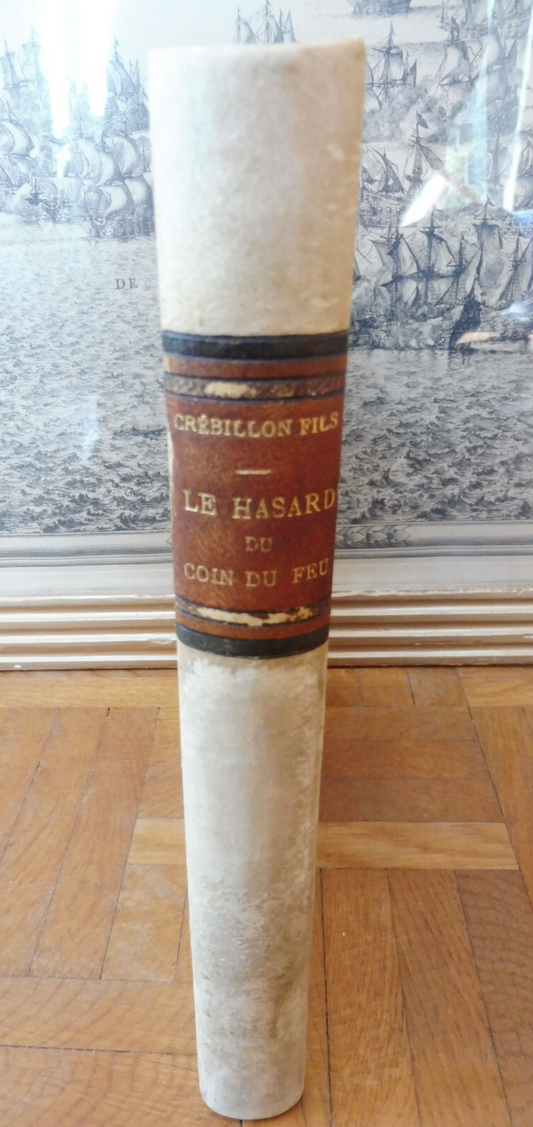 DE
CRÉBILLON FILS
LE HASARD
DU
COIN DU FEU